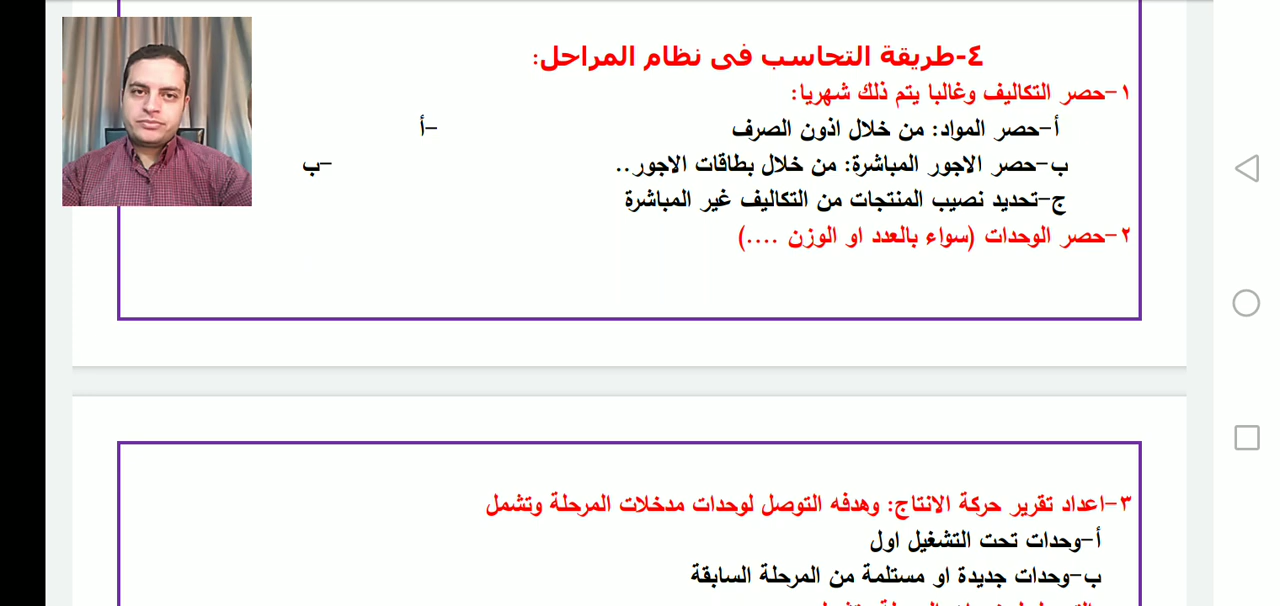 ٤-طريقة التحاسب فى نظام المراحل:
١-حصر التكاليف وغالبا يتم ذلك شهريا:
أ-حصر المواد: من خلال اذون الصرف -أ
ب-حصر الاجور المباشرة: من خلال بطاقات الاجور.. -ب
ج-تحديد نصيب المنتجات من التكاليف غير المباشرة
٢-حصر الوحدات (سواء بالعدد او الوزن ....)
٣-اعداد تقرير حركة الانتاج: وهدفه التوصل لوحدات مدخلات المرحلة وتشمل
أ-وحدات تحت التشغيل اول
ب-وحدات جديدة او مستلمة من المرحلة السابقة